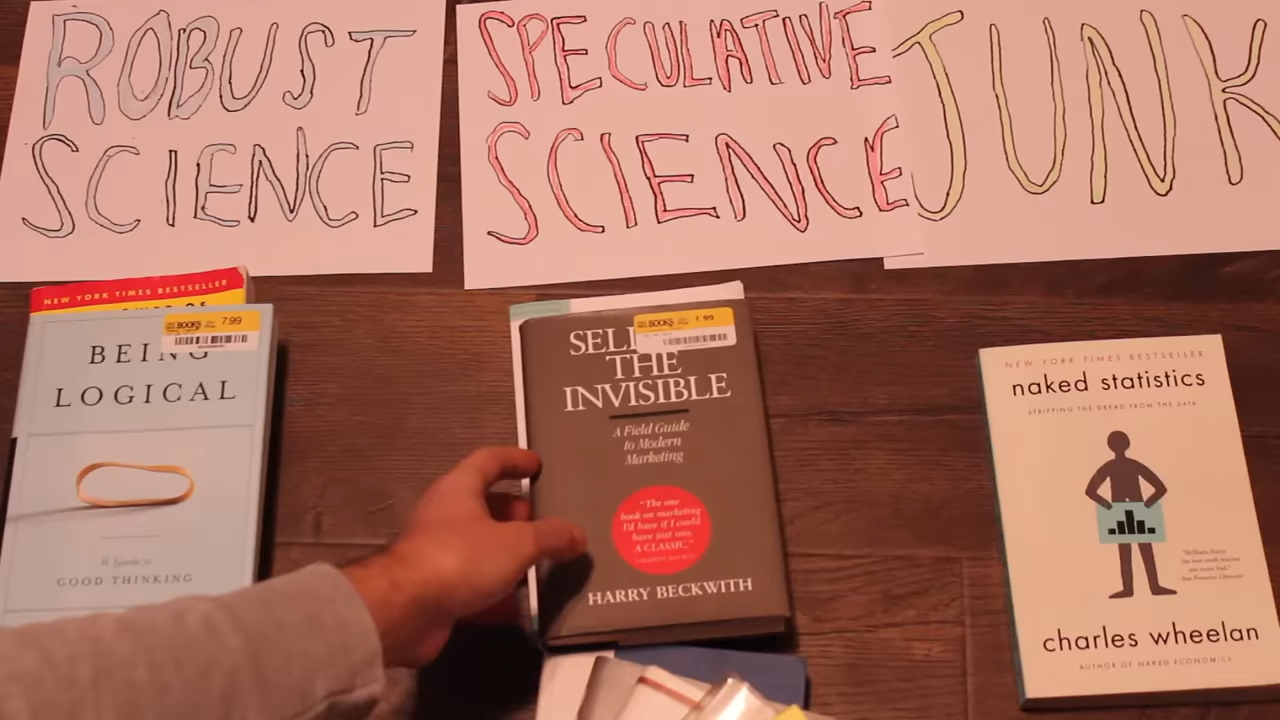 ROBUST
SCIENCE
SPECULATIVE
SCIENCE
JUNK
NEW YORK TIMES BESTSELLER
BOOKS 7.99
BEING
LOGICAL
A Guide to
GOOD THINKING
BOOKS 7.99
THE
INVISIBLE
A Field Guide
to Modern
Marketing
"The one
book on marketing
I'd have if I could
have just one.
A CLASSIC."
HARRY BECKWITH
NEW YORK TIMES BESTSELLER
naked statistics
STRIPPING THE DREAD FROM THE DATA
charles wheelan
AUTHOR OF NAKED ECONOMICS